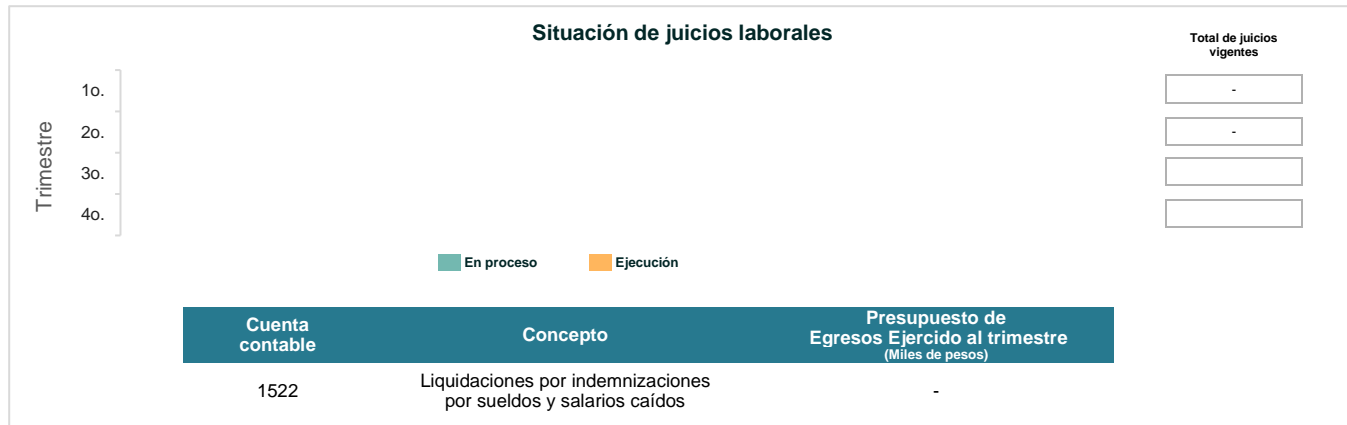 Situación de juicios laborales
Total de juicios
vigentes
Trimestre
1o.
-
2o.
-
3o.
4o.
En proceso
Ejecución
Cuenta
contable
Concepto
Presupuesto de
Egresos Ejercido al trimestre
(Miles de pesos)
1522
Liquidaciones por indemnizaciones
por sueldos y salarios caídos
-